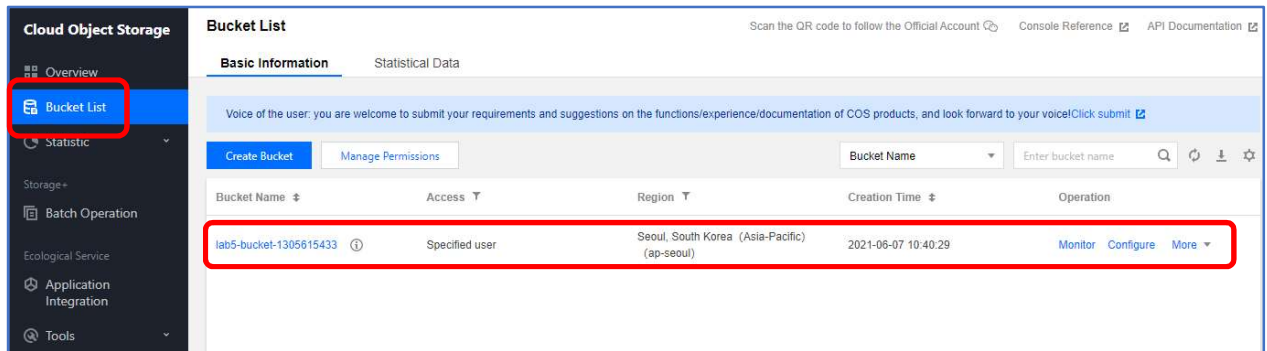 Cloud Object Storage
Overview
Bucket List
Statistic
Storage+
Batch Operation
Ecological Service
Application
Integration
Tools
Bucket List
Scan the QR code to follow the Official Account
Console Reference
API Documentation
Basic Information
Statistical Data
Voice of the user: you are welcome to submit your requirements and suggestions on the functions/experience/documentation of COS products, and look forward to your voice!Click submit
Create Bucket
Manage Permissions
Bucket Name
Enter bucket name
Bucket Name
Access
Region
Creation Time
Operation
lab5-bucket-1305615433
Specified user
Seoul, South Korea (Asia-Pacific)
(ap-seoul)
2021-06-07 10:40:29
Monitor
Configure
More